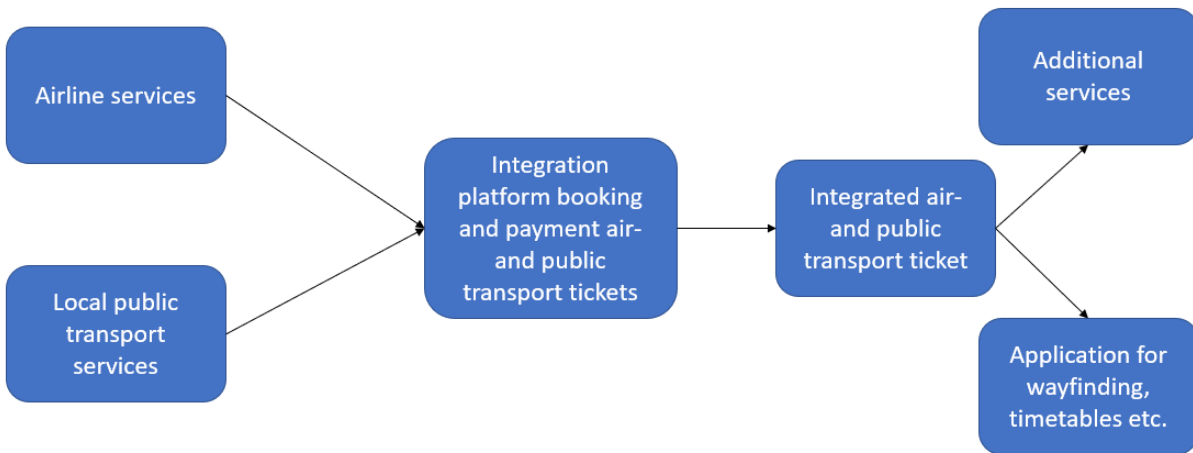 Airline services
Local public
transport
services
Integration
platform booking
and payment air-
and public
transport tickets
Integrated air-
and public
transport ticket
Additional
services
Application for
wayfinding,
timetables etc.